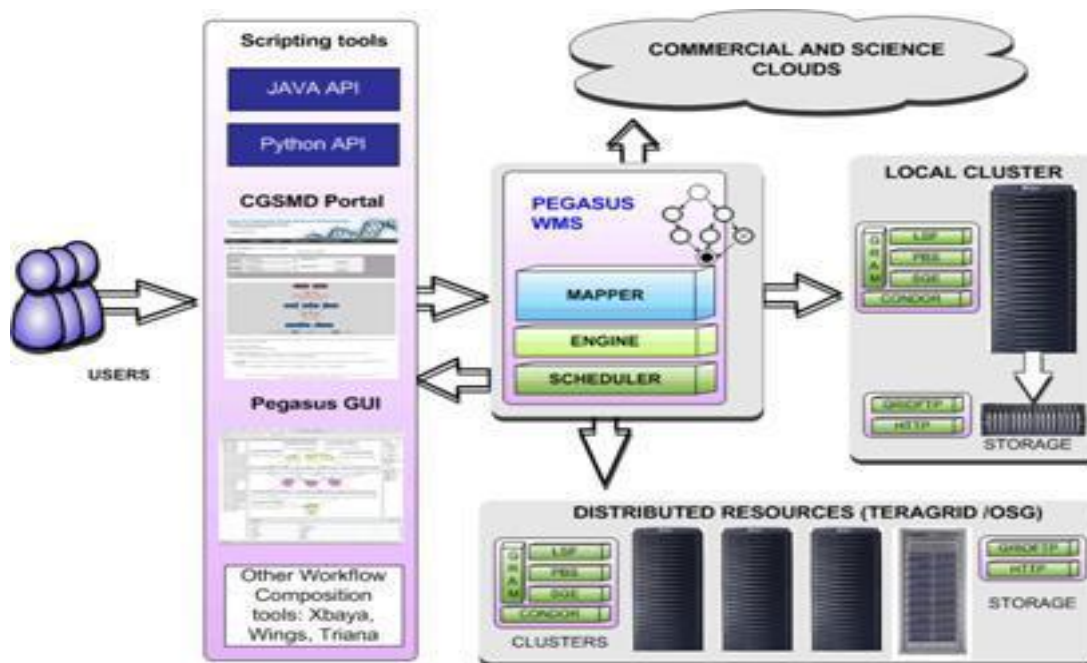 Scripting tools
JAVA API
Python API
CGSMD Portal
Pegasus GUI
Other Workflow
Composition
tools: Xbaya,
Wings, Triana
USERS
COMMERCIAL AND SCIENCE
CLOUDS
PEGASUS
WMS
MAPPER
ENGINE
SCHEDULER
LOCAL CLUSTER
GRAM
LSF
PBS
SGE
CONDOR
GRIDFTP
HTTP
STORAGE
DISTRIBUTED RESOURCES (TERAGRID /OSG)
GRAM
LSF
PBS
SGE
CONDOR
CLUSTERS
GRIDFTP
HTTP
STORAGE